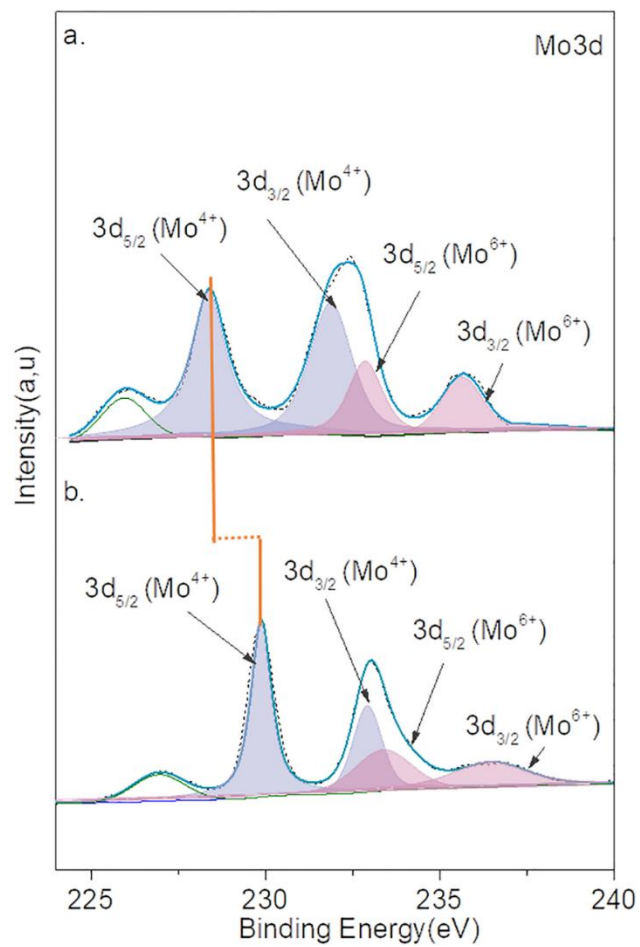 a.
Mo3d
3d3/2 (Mo4+)
3d5/2 (Mo4+)
3d5/2 (Mo6+)
3d3/2 (Mo6+)
Intensity(a,u)
b.
3d3/2 (Mo4+)
3d5/2 (Mo4+)
3d5/2 (Mo6+)
3d3/2 (Mo6+)
225 230 235 240
Binding Energy(eV)